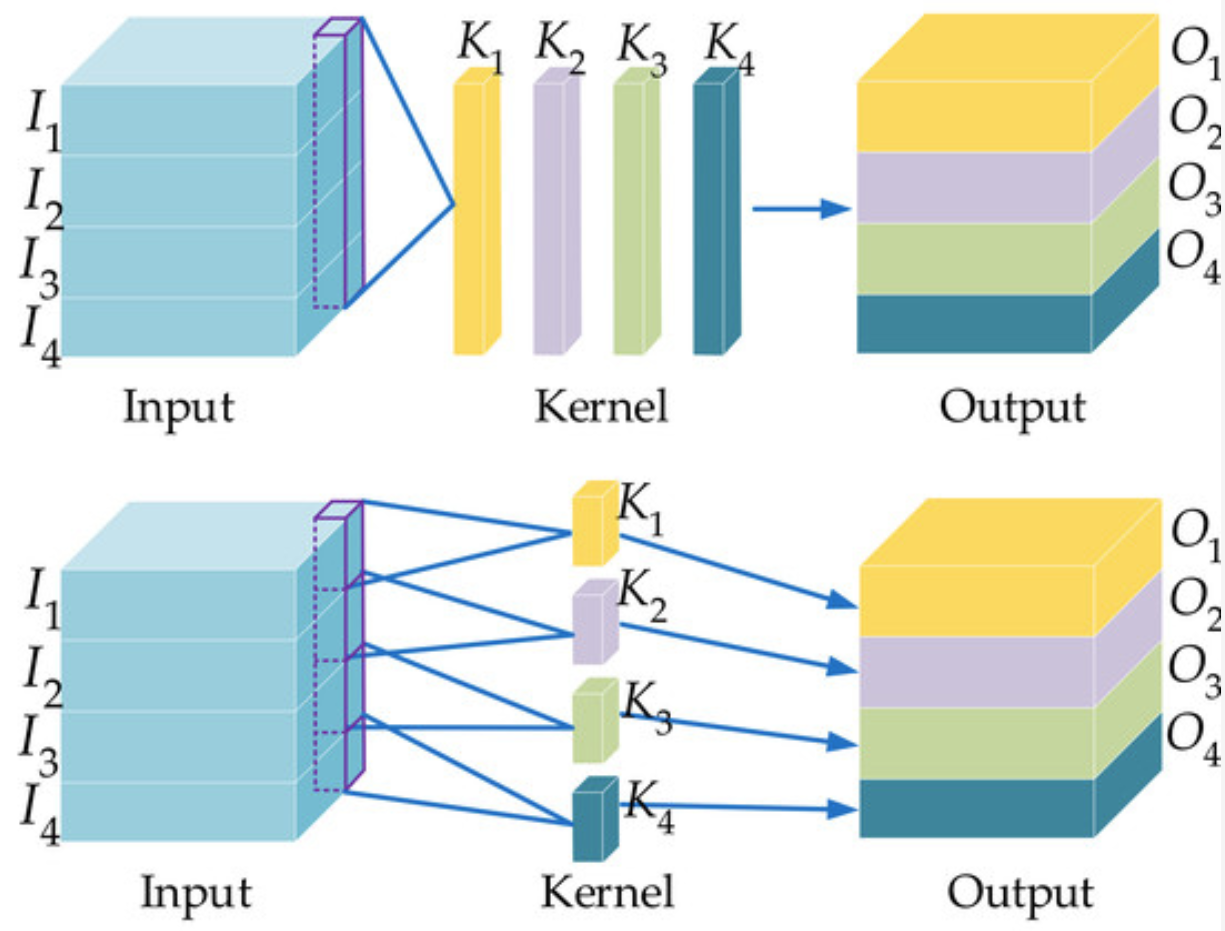 K₁ K₂ K₃ K₄
I₁
I₂
I₃
I₄
O₁
O₂
O₃
O₄
Input Kernel Output
I₁
I₂
I₃
I₄
K₁
K₂
K₃
K₄
O₁
O₂
O₃
O₄
Input Kernel Output